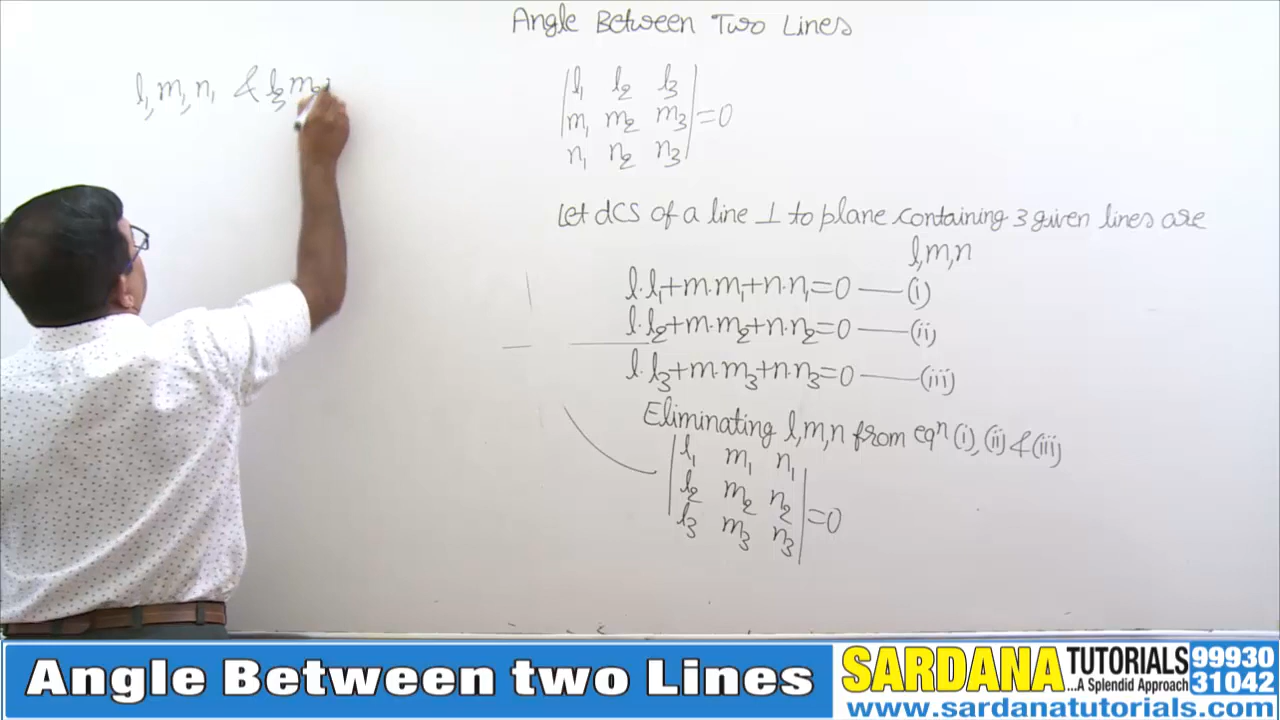 Angle Between Two Lines
l₁, m₁, n₁ & l₂, m₂
| l₁ l₂ l₃ |
| m₁ m₂ m₃ | = 0
| n₁ n₂ n₃ |
Let dCS of a line ⊥ to plane containing 3 given lines are
l, m, n
l·l₁+m·m₁+n·n₁=0 —— (i)
l·l₂+m·m₂+n·n₂=0 —— (ii)
l·l₃+m·m₃+n·n₃=0 —— (iii)
Eliminating l, m, n from eqⁿ (i), (ii) & (iii)
| l₁ m₁ n₁ |
| l₂ m₂ n₂ | = 0
| l₃ m₃ n₃ |
Angle Between two Lines
SARDANA TUTORIALS
...A Splendid Approach
99930
31042
www.sardanatutorials.com